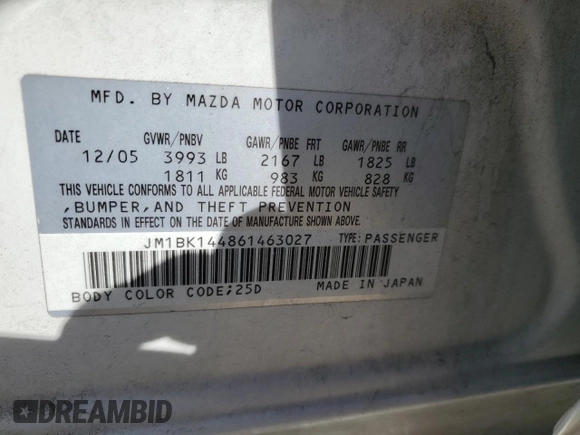 MFD. BY MAZDA MOTOR CORPORATION
DATE GVWR/PNBV GAWR/PNBE FRT GAWR/PNBE RR
12/05 3993 LB 2167 LB 1825 LB
1811 KG 983 KG 828 KG
THIS VEHICLE CONFORMS TO ALL APPLICABLE FEDERAL MOTOR VEHICLE SAFETY
,BUMPER,AND THEFT PREVENTION
STANDARDS IN EFFECT ON THE DATE OF MANUFACTURE SHOWN ABOVE.
JM1BK144861463027 TYPE:PASSENGER
BODY COLOR CODE;25D MADE IN JAPAN
DREAMBID